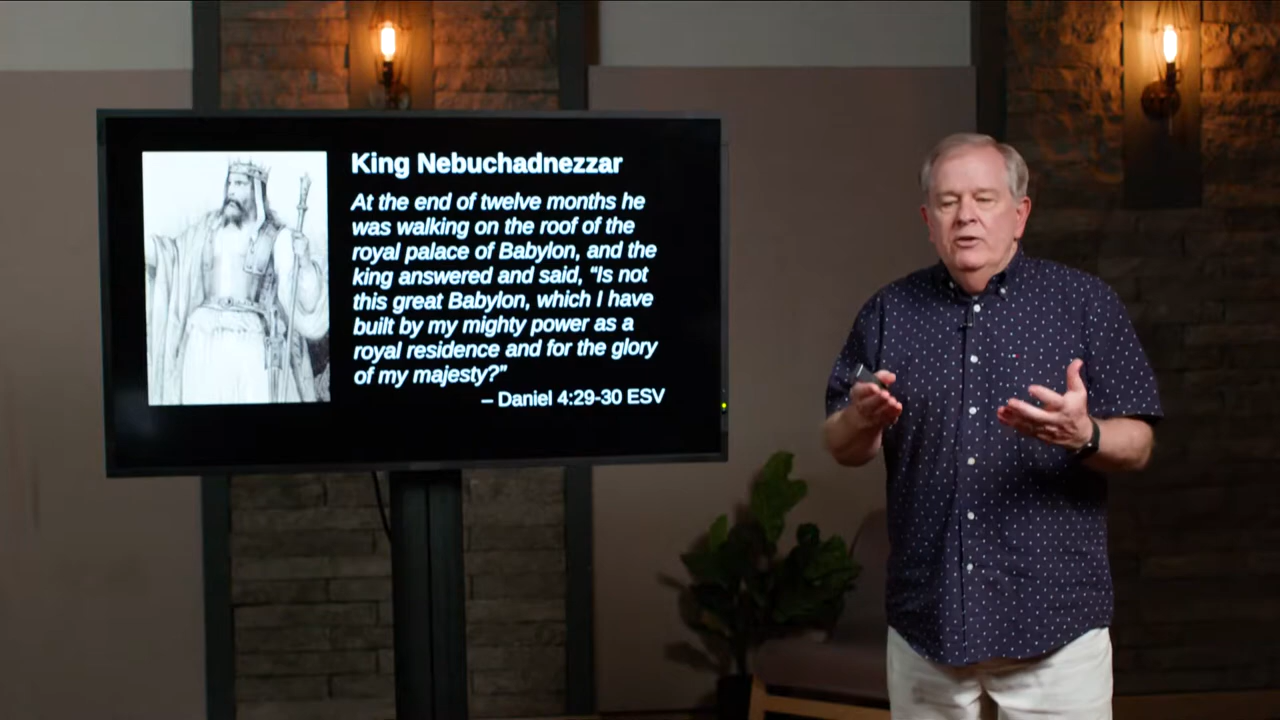 King Nebuchadnezzar
At the end of twelve months he
was walking on the roof of the
royal palace of Babylon, and the
king answered and said, “Is not
this great Babylon, which I have
built by my mighty power as a
royal residence and for the glory
of my majesty?”
– Daniel 4:29-30 ESV